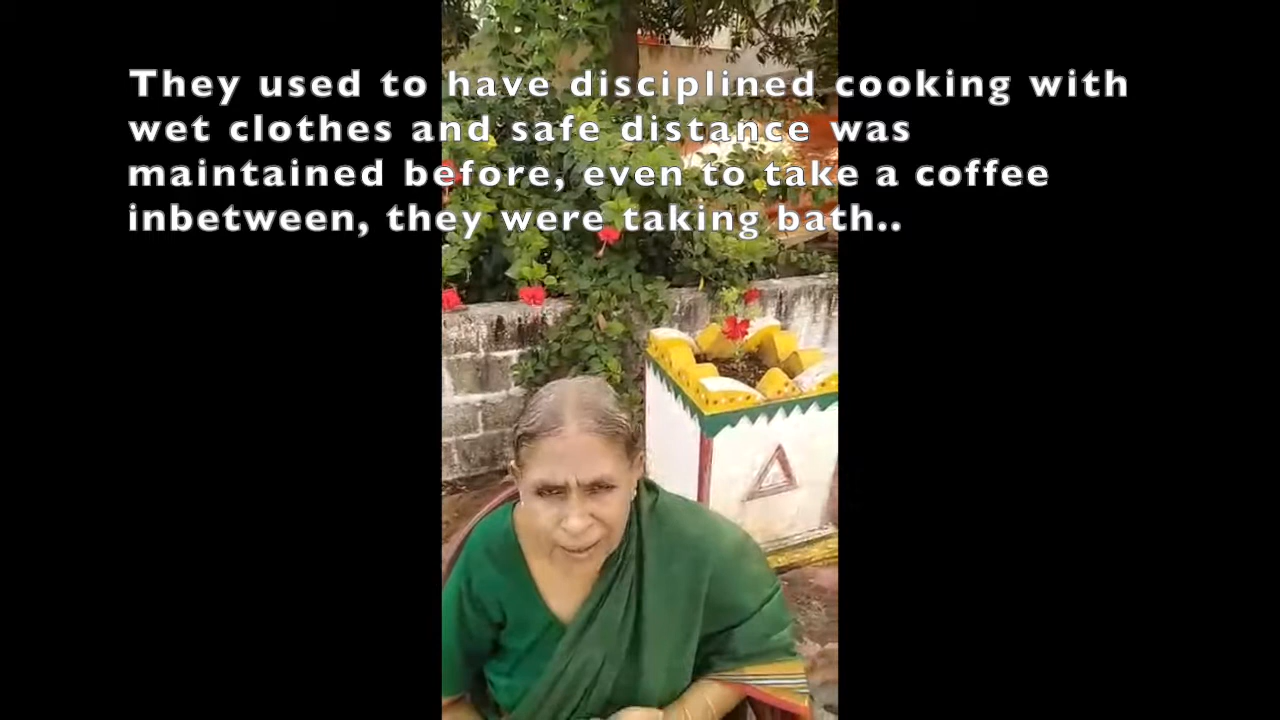 They used to have disciplined cooking with
wet clothes and safe distance was
maintained before, even to take a coffee
inbetween, they were taking bath..